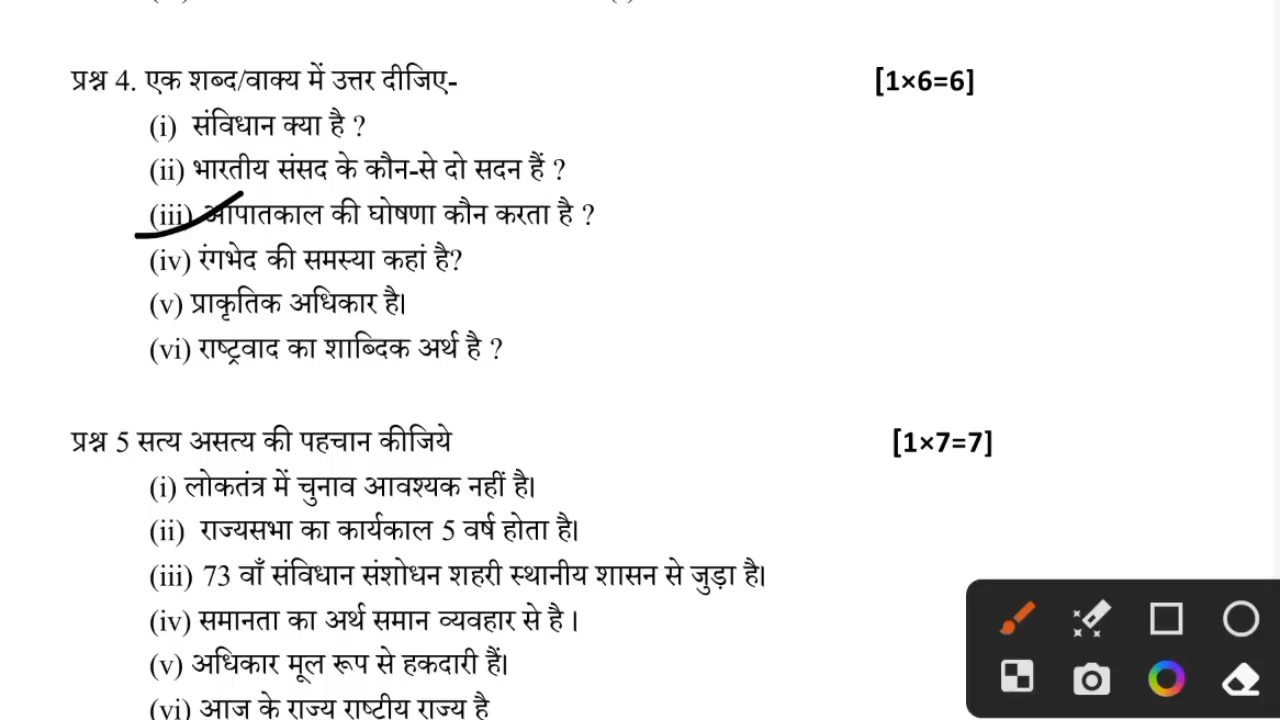 प्रश्न 4. एक शब्द/वाक्य में उत्तर दीजिए- [1×6=6]
(i) संविधान क्या है ?
(ii) भारतीय संसद के कौन-से दो सदन हैं ?
(iii) आपातकाल की घोषणा कौन करता है ?
(iv) रंगभेद की समस्या कहां है?
(v) प्राकृतिक अधिकार है।
(vi) राष्ट्रवाद का शाब्दिक अर्थ है ?
प्रश्न 5 सत्य असत्य की पहचान कीजिये [1×7=7]
(i) लोकतंत्र में चुनाव आवश्यक नहीं है।
(ii) राज्यसभा का कार्यकाल 5 वर्ष होता है।
(iii) 73 वाँ संविधान संशोधन शहरी स्थानीय शासन से जुड़ा है।
(iv) समानता का अर्थ समान व्यवहार से है ।
(v) अधिकार मूल रूप से हकदारी हैं।
(vi) आज के राज्य राष्टीय राज्य है